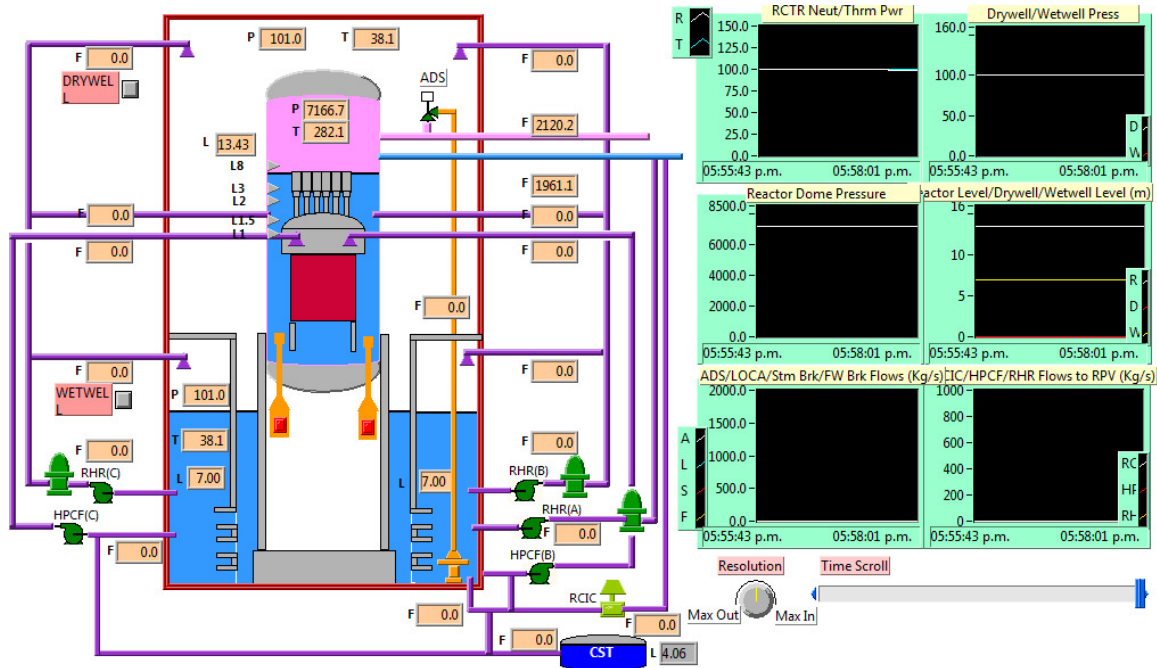 P 101.0 T 38.1
F 0.0
DRYWEL
L
ADS
F 0.0
P 7166.7
T 282.1
F 2120.2
L 13.43
L8
L3
L2
L1.5
L1
F 1961.1
F 0.0
F 0.0
F 0.0
F 0.0
F 0.0
F 0.0
WETWEL
L
P 101.0
F 0.0
T 38.1
L 7.00
L 7.00
F 0.0
F 0.0
RHR(C)
HPCF(C)
RHR(B)
RHR(A)
F 0.0
HPCF(B)
F 0.0
RCIC
F 0.0
F 0.0
F 0.0
CST
L 4.06
R
T
RCTR Neut/Thrm Pwr
150.0
125.0
100.0
75.0
50.0
25.0
0.0
05:55:43 p.m. 05:58:01 p.m.
Drywell/Wetwell Press
160.0
100.0
50.0
0.0
D
W
05:55:43 p.m. 05:58:01 p.m.
Reactor Dome Pressure
8500.0
6000.0
4000.0
2000.0
0.0
05:55:43 p.m. 05:58:01 p.m.
eactor Level/Drywell/Wetwell Level (m)
16
10
5
0
R
D
W
05:55:43 p.m. 05:58:01 p.m.
ADS/LOCA/Stm Brk/FW Brk Flows (Kg/s)
2000.0
1500.0
1000.0
500.0
0.0
A
L
S
F
05:55:43 p.m. 05:58:01 p.m.
CIC/HPCF/RHR Flows to RPV (Kg/s)
1000
800
600
400
200
0
RC
HF
RH
05:55:43 p.m. 05:58:01 p.m.
Resolution
Max Out Max In
Time Scroll